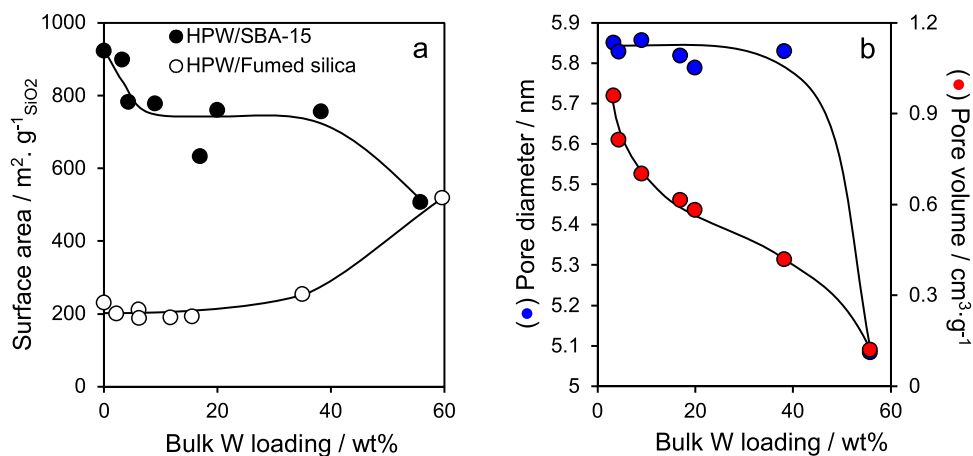 a
HPW/SBA-15
HPW/Fumed silica
Surface area / m². g⁻¹SiO2
1000
800
600
400
200
0
0 20 40 60
Bulk W loading / wt%
b
(●) Pore diameter / nm
5.9
5.8
5.7
5.6
5.5
5.4
5.3
5.2
5.1
5
0 20 40 60
Bulk W loading / wt%
1.2
0.9
0.6
0.3
0
(●) Pore volume / cm³·g⁻¹